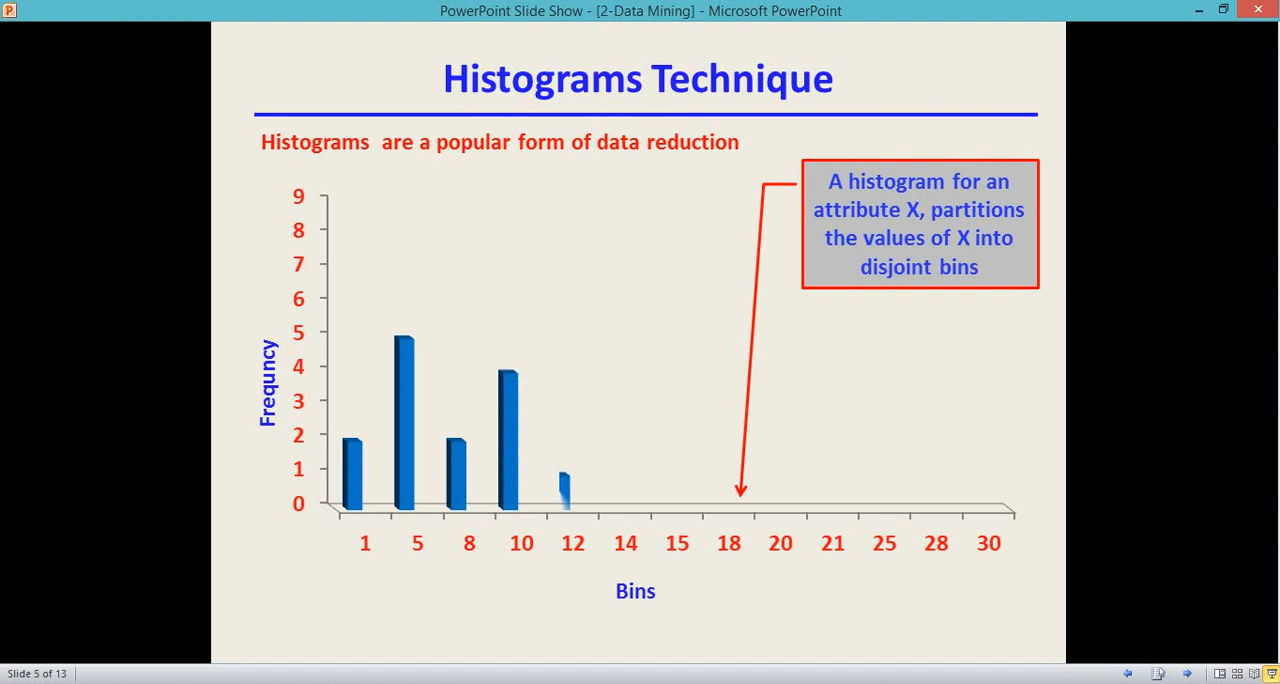 PowerPoint Slide Show - [2-Data Mining] - Microsoft PowerPoint
Histograms Technique
Histograms are a popular form of data reduction
A histogram for an
attribute X, partitions
the values of X into
disjoint bins
9
8
7
6
5
4
3
2
1
0
Frequncy
1 5 8 10 12 14 15 18 20 21 25 28 30
Bins
Slide 5 of 13